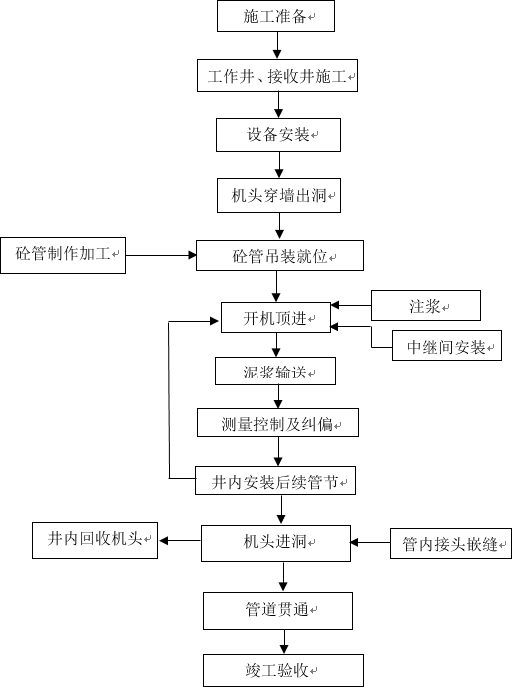 施工准备
工作井、接收井施工
设备安装
机头穿墙出洞
砼管制作加工
砼管吊装就位
开机顶进
注浆
中继间安装
泥浆输送
测量控制及纠偏
井内安装后续管节
井内回收机头
机头进洞
管内接头嵌缝
管道贯通
竣工验收